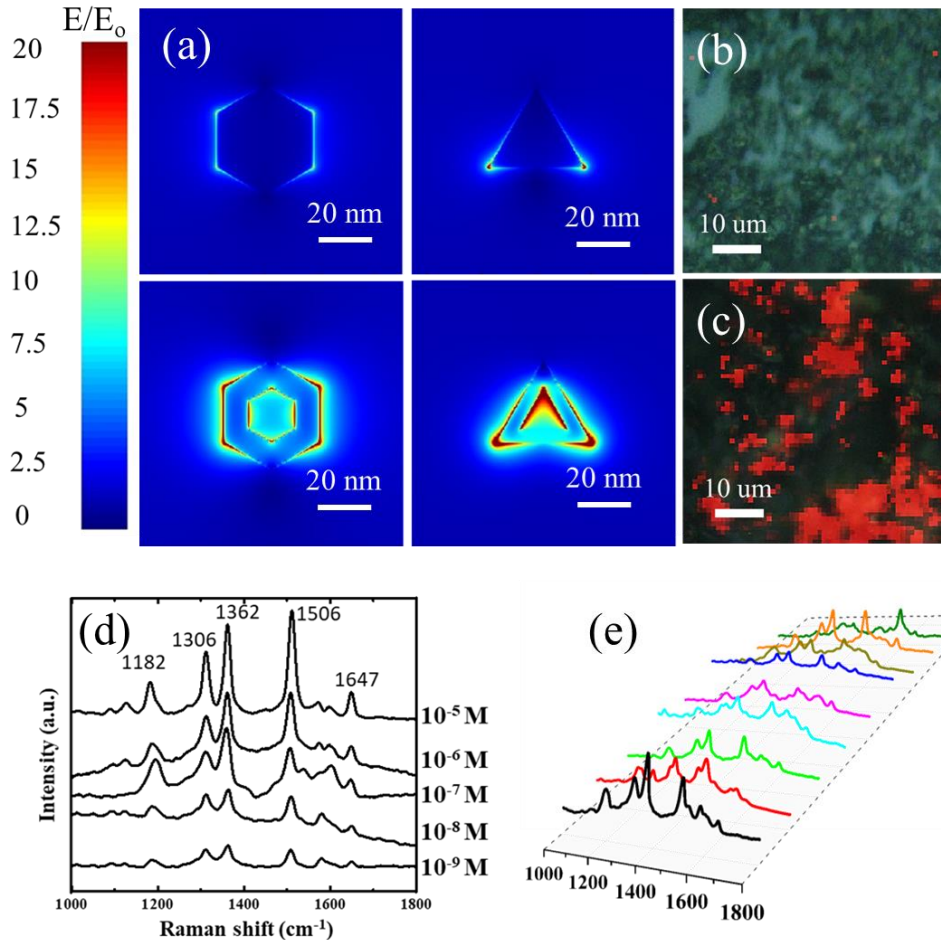 E/Eo
20
17.5
15
12.5
10
7.5
5
2.5
0
(a)
20 nm
20 nm
20 nm
20 nm
(b)
10 um
(c)
10 um
(d)
1182
1306
1362
1506
1647
10-5 M
10-6 M
10-7 M
10-8 M
10-9 M
Intensity (a.u.)
1000 1200 1400 1600 1800
Raman shift (cm-1)
(e)
1000
1200
1400
1600
1800